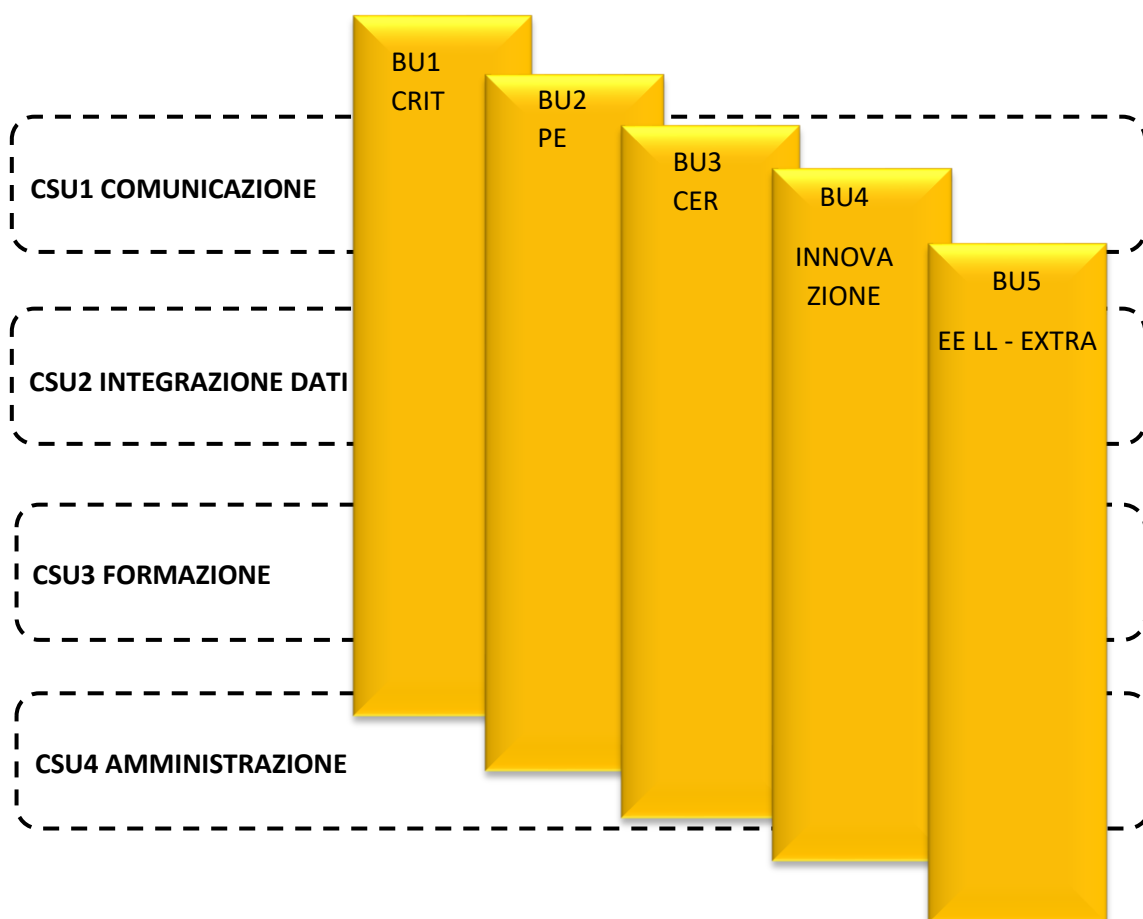 BU1
CRIT
BU2
PE
BU3
CER
BU4
INNOVA
ZIONE
BU5
EE LL - EXTRA
CSU1 COMUNICAZIONE
CSU2 INTEGRAZIONE DATI
CSU3 FORMAZIONE
CSU4 AMMINISTRAZIONE